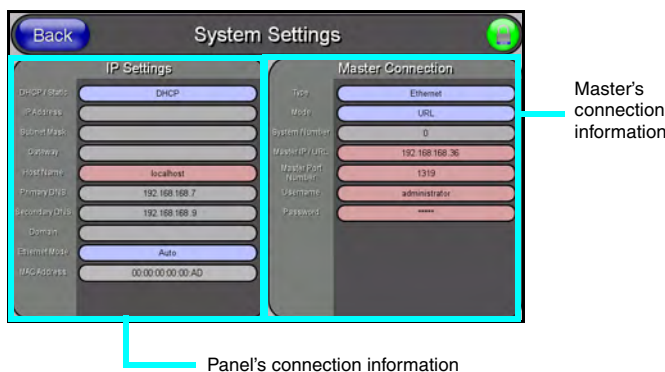 Back
System Settings
IP Settings
DHCP / Static
DHCP
IP Address
Subnet Mask
Gateway
Host Name
localhost
Primary DNS
192.168.168.7
Secondary DNS
192.168.168.9
Domain
Ethernet Mode
Auto
MAC Address
00:00:00:00:00:AD
Master Connection
Type
Ethernet
Mode
URL
System Number
0
Master IP / URL
192.168.168.36
Master Port
Number
1319
Username
administrator
Password
*****
Master's
connection
information
Panel's connection information